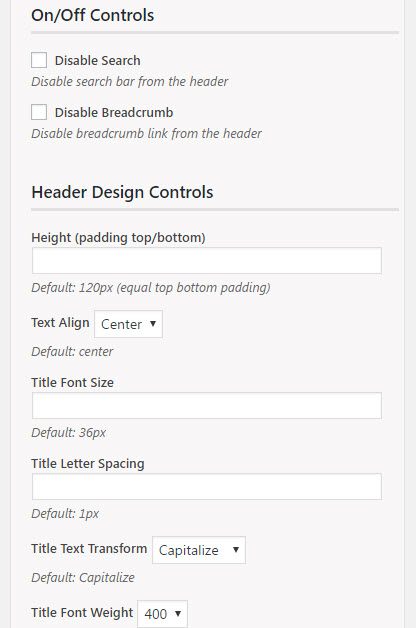 On/Off Controls
Disable Search
Disable search bar from the header
Disable Breadcrumb
Disable breadcrumb link from the header
Header Design Controls
Height (padding top/bottom)
Default: 120px (equal top bottom padding)
Text Align Center
Default: center
Title Font Size
Default: 36px
Title Letter Spacing
Default: 1px
Title Text Transform Capitalize
Default: Capitalize
Title Font Weight 400